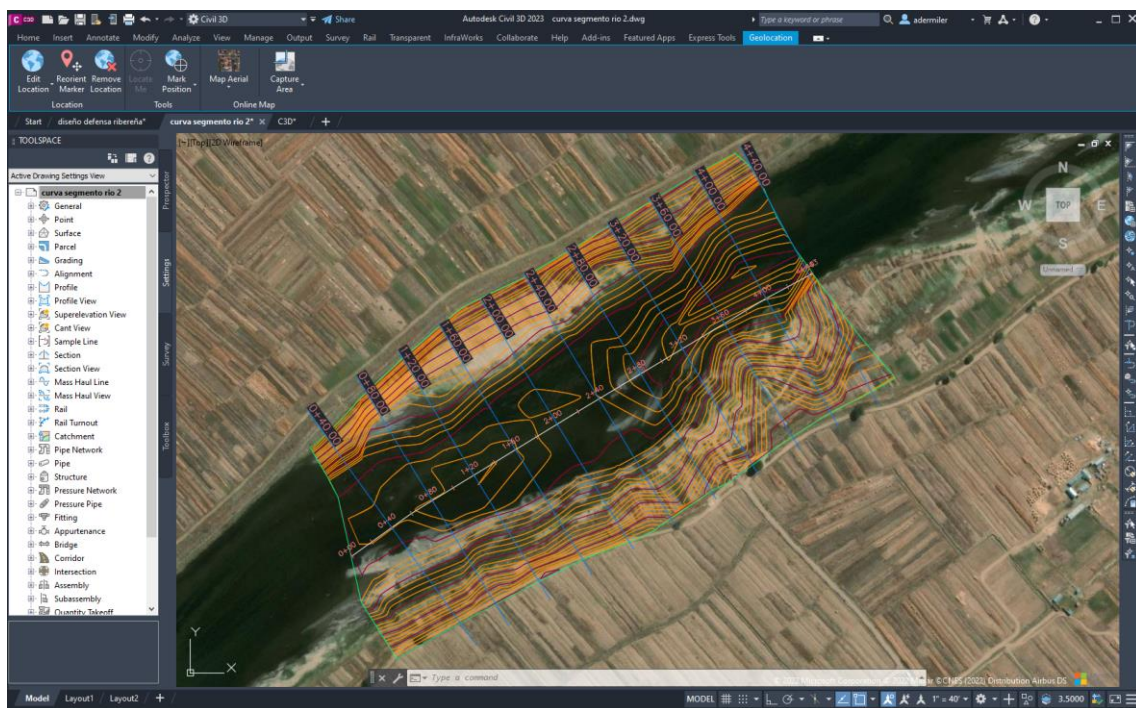 C3D
Civil 3D
Share
Autodesk Civil 3D 2023 curva segmento rio 2.dwg
Type a keyword or phrase
adermiler
Home Insert Annotate Modify Analyze View Manage Output Survey Rail Transparent InfraWorks Collaborate Help Add-ins Featured Apps Express Tools Geolocation
Edit Location
Reorient Marker
Remove Location
Locate Me
Mark Position
Map Aerial
Capture Area
Location
Tools
Online Map
Start
diseño defensa ribereña*
curva segmento rio 2*
C3D*
TOOLSPACE
[-][Top][2D Wireframe]
Active Drawing Settings View
curva segmento rio 2
General
Point
Surface
Parcel
Grading
Alignment
Profile
Profile View
Superelevation View
Cant View
Sample Line
Section
Section View
Mass Haul Line
Mass Haul View
Rail
Rail Turnout
Catchment
Pipe Network
Pipe
Structure
Pressure Network
Pressure Pipe
Fitting
Appurtenance
Bridge
Corridor
Intersection
Assembly
Subassembly
Quantity Takeoff
Prospector
Settings
Survey
Toolbox
0+40.00
0+80.00
1+20.00
1+60.00
2+00.00
2+40.00
2+80.00
3+20.00
3+60.00
4+00.00
4+40.00
0+00
0+40
0+80
1+20
1+60
2+00
2+40
2+80
3+20
3+60
4+00
N
W
TOP
E
S
Unnamed
Y
X
Type a command
Model
Layout1
Layout2
MODEL
1" = 40'
3.5000